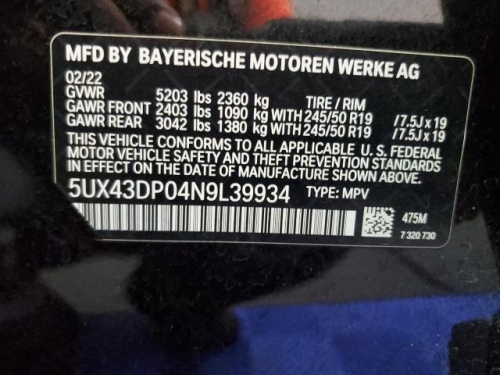 MFD BY BAYERISCHE MOTOREN WERKE AG
02/22
GVWR 5203 lbs 2360 kg TIRE / RIM
GAWR FRONT 2403 lbs 1090 kg WITH 245/50 R19 /7.5J x 19
GAWR REAR 3042 lbs 1380 kg WITH 245/50 R19 /7.5J x 19
THIS VEHICLE CONFORMS TO ALL APPLICABLE U. S. FEDERAL
MOTOR VEHICLE SAFETY AND THEFT PREVENTION STANDARDS
IN EFFECT ON THE DATE OF MANUFACTURE SHOWN ABOVE.
5UX43DP04N9L39934 TYPE: MPV
475M
7 320 730